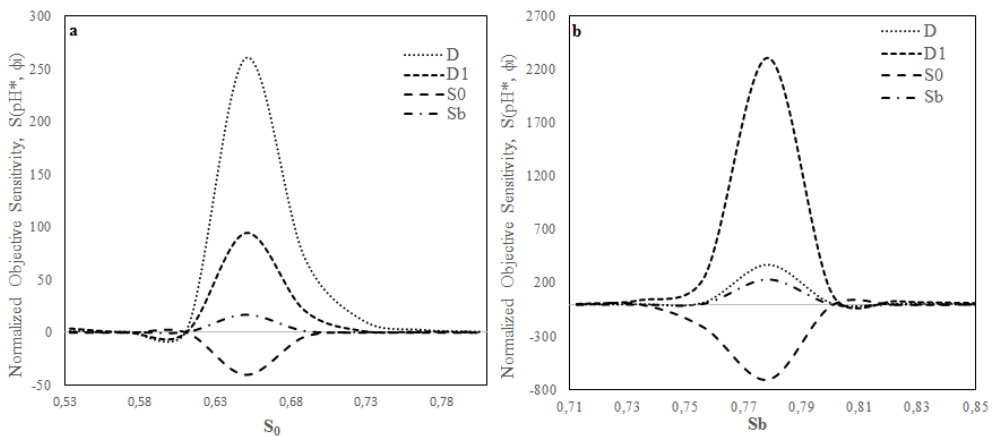 a
Normalized Objective Sensitivity, S(pH*, ϕi)
300
250
200
150
100
50
0
-50
D
D1
S0
Sb
0,53
0,58
0,63
0,68
0,73
0,78
S0
b
Normalized Objective Sensitivity, S(pH*, ϕi)
2700
2200
1700
1200
700
200
-300
-800
D
D1
S0
Sb
0,71
0,73
0,75
0,77
0,79
0,81
0,83
0,85
Sb